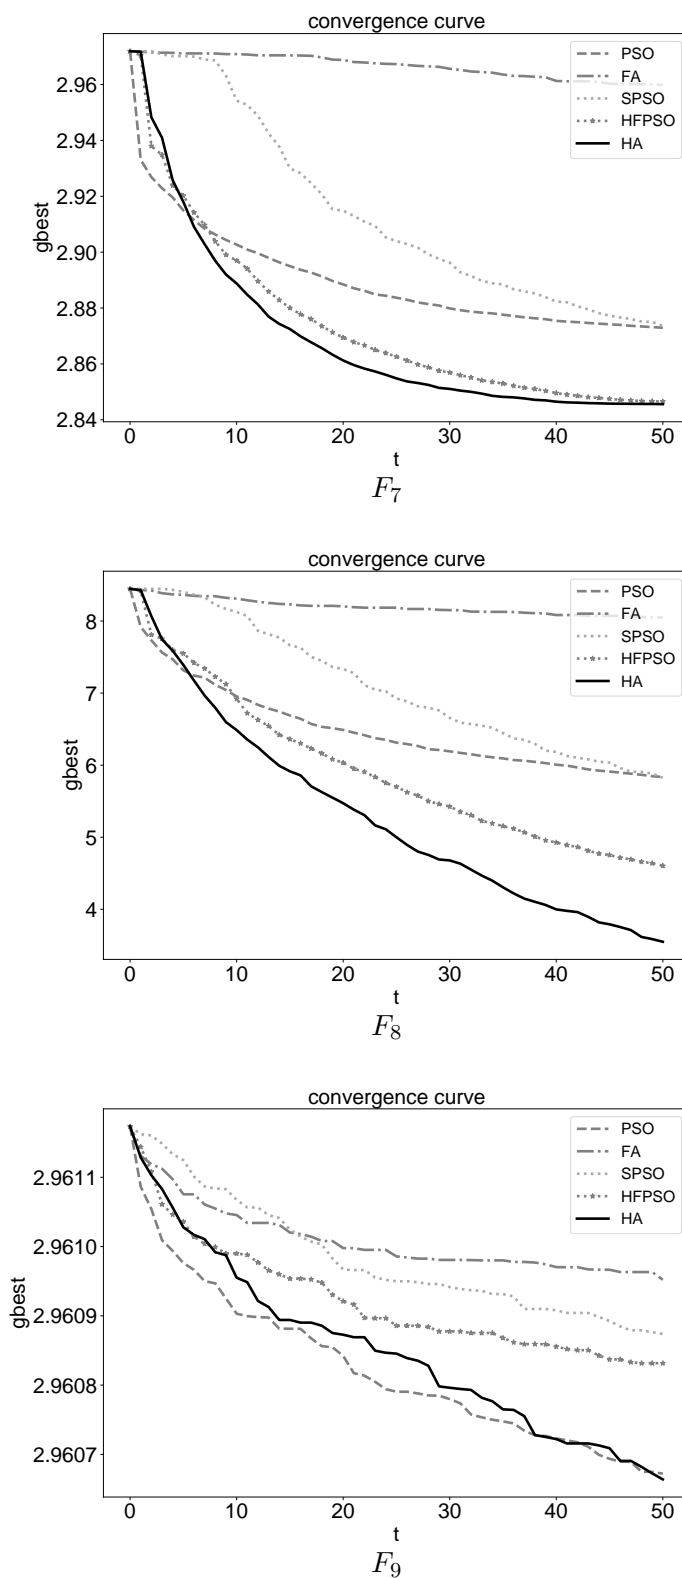 convergence curve
PSO
FA
SPSO
HFPSO
HA
2.96
2.94
2.92
2.90
2.88
2.86
2.84
gbest
0 10 20 30 40 50
t
F7
convergence curve
PSO
FA
SPSO
HFPSO
HA
8
7
6
5
4
gbest
0 10 20 30 40 50
t
F8
convergence curve
PSO
FA
SPSO
HFPSO
HA
2.96111
2.9610
2.9609
2.9608
2.9607
gbest
0 10 20 30 40 50
t
F9